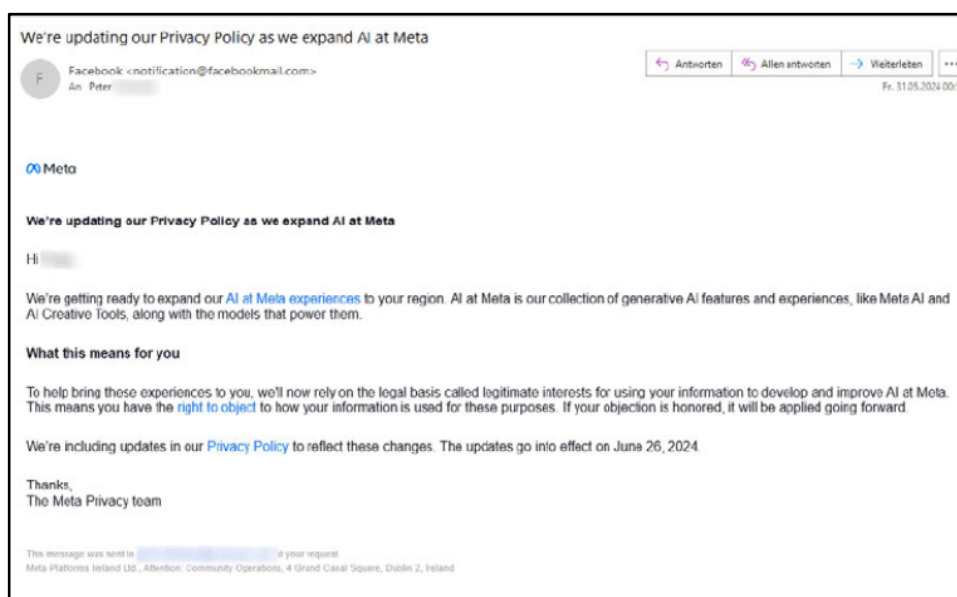 We're updating our Privacy Policy as we expand AI at Meta
F
Facebook <notification@facebookmail.com>
An Peter
Antworten
Allen antworten
Weiterleiten
Fr. 31.05.2024 00:
Meta
We're updating our Privacy Policy as we expand AI at Meta
Hi
We're getting ready to expand our AI at Meta experiences to your region. AI at Meta is our collection of generative AI features and experiences, like Meta AI and
AI Creative Tools, along with the models that power them.
What this means for you
To help bring these experiences to you, we'll now rely on the legal basis called legitimate interests for using your information to develop and improve AI at Meta.
This means you have the right to object to how your information is used for these purposes. If your objection is honored, it will be applied going forward.
We're including updates in our Privacy Policy to reflect these changes. The updates go into effect on June 26, 2024.
Thanks,
The Meta Privacy team
This message was sent to at your request.
Meta Platforms Ireland Ltd., Attention: Community Operations, 4 Grand Canal Square, Dublin 2, Ireland